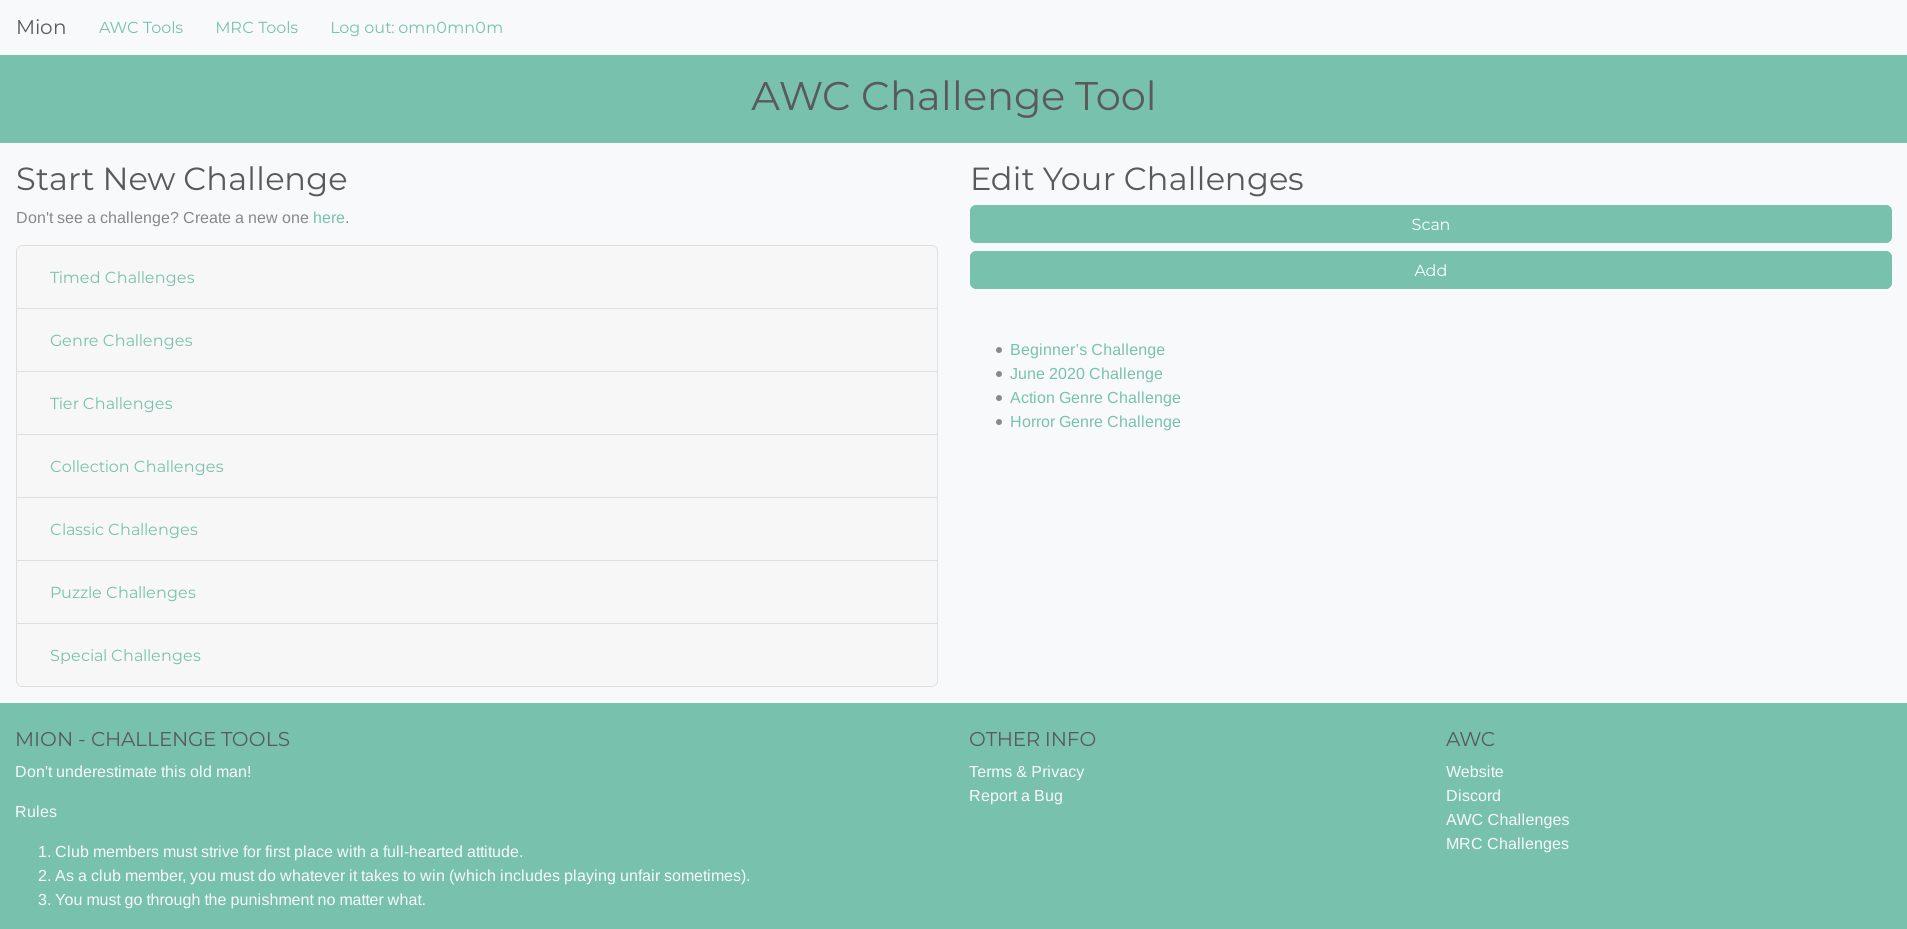 Mion AWC Tools MRC Tools Log out: omn0mn0m
AWC Challenge Tool
Start New Challenge
Don't see a challenge? Create a new one here.
Timed Challenges
Genre Challenges
Tier Challenges
Collection Challenges
Classic Challenges
Puzzle Challenges
Special Challenges
Edit Your Challenges
Scan
Add
Beginner’s Challenge
June 2020 Challenge
Action Genre Challenge
Horror Genre Challenge
MION - CHALLENGE TOOLS
Don't underestimate this old man!
Rules
1. Club members must strive for first place with a full-hearted attitude.
2. As a club member, you must do whatever it takes to win (which includes playing unfair sometimes).
3. You must go through the punishment no matter what.
OTHER INFO
Terms & Privacy
Report a Bug
AWC
Website
Discord
AWC Challenges
MRC Challenges